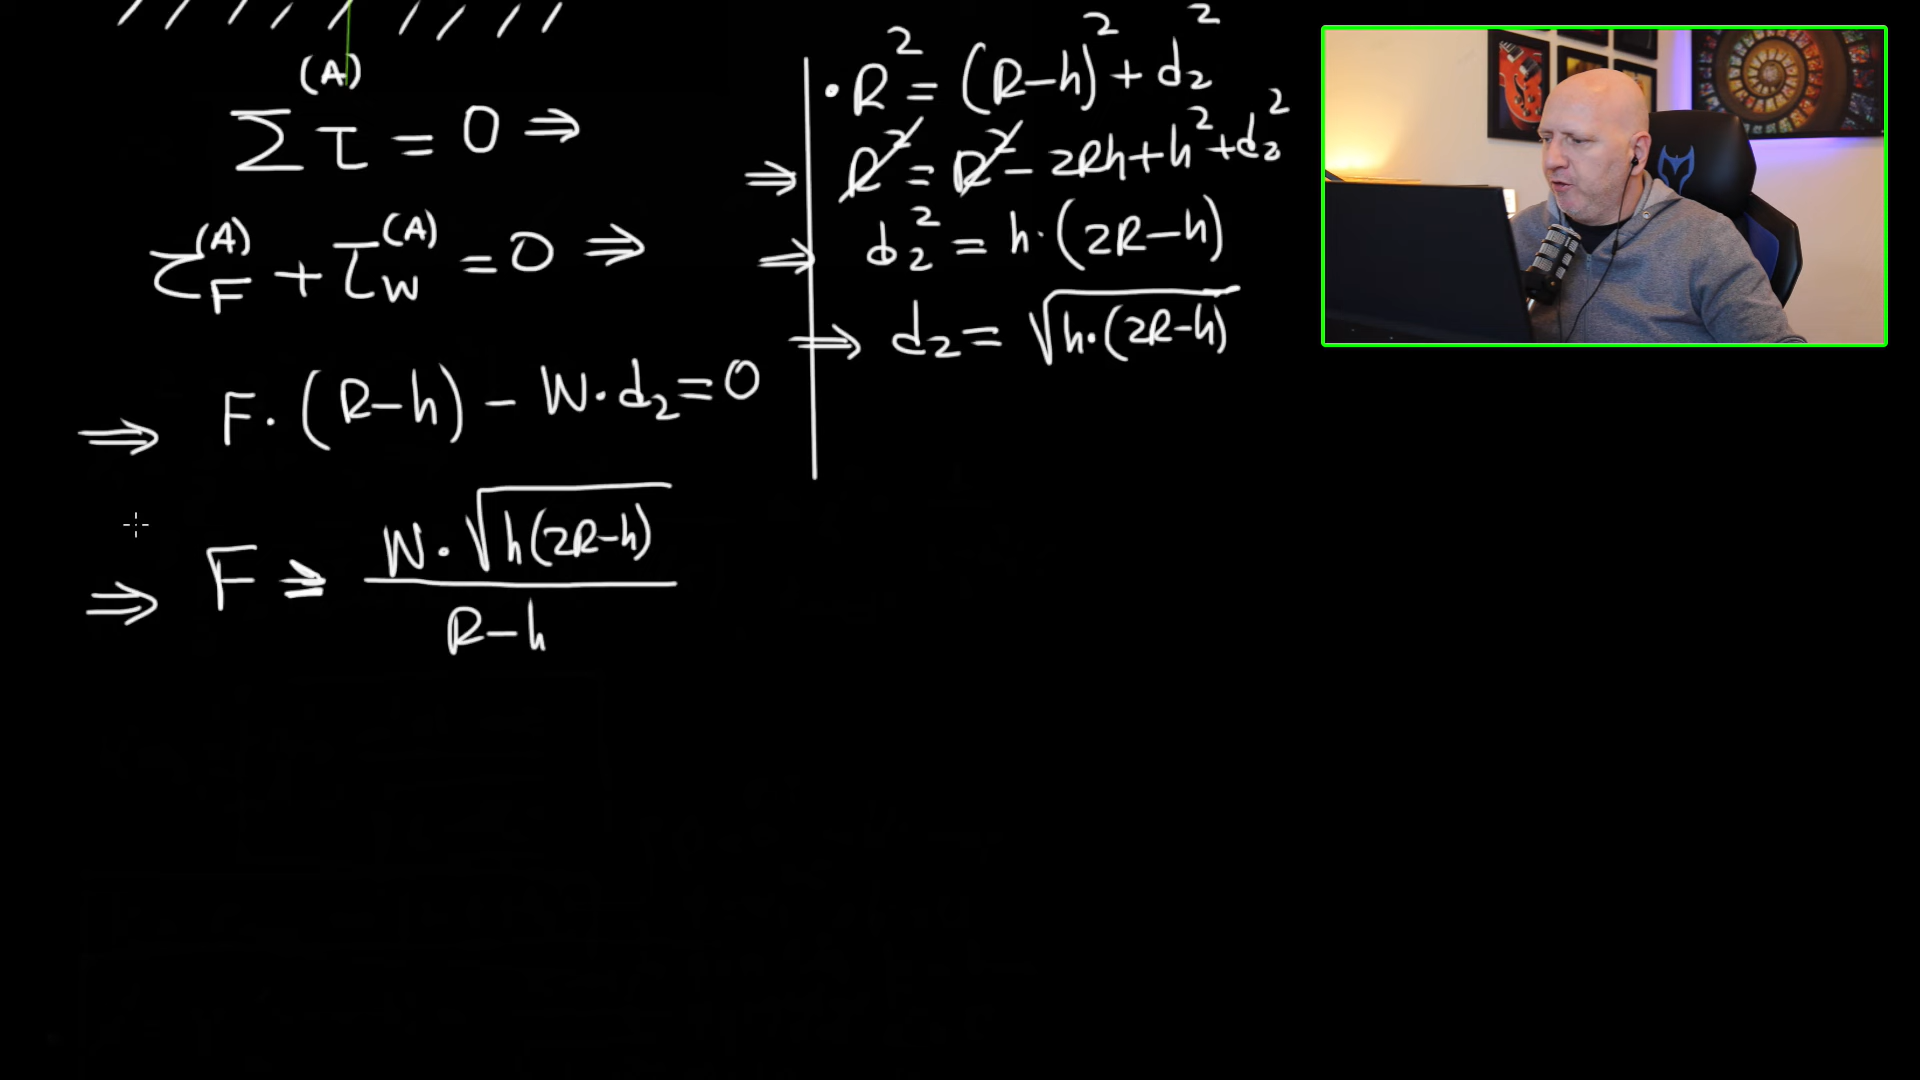 (A)
Στ = 0 ⇒
τ_F^(A) + τ_W^(A) = 0 ⇒
⇒ F · (R-h) - W · d₂ = 0
⇒ F ≥ W · √h(2R-h) / R-h
· R² = (R-h)² + d₂²
⇒ R² = R² - 2Rh + h² + d₂²
⇒ d₂² = h · (2R-h)
⇒ d₂ = √h · (2R-h)